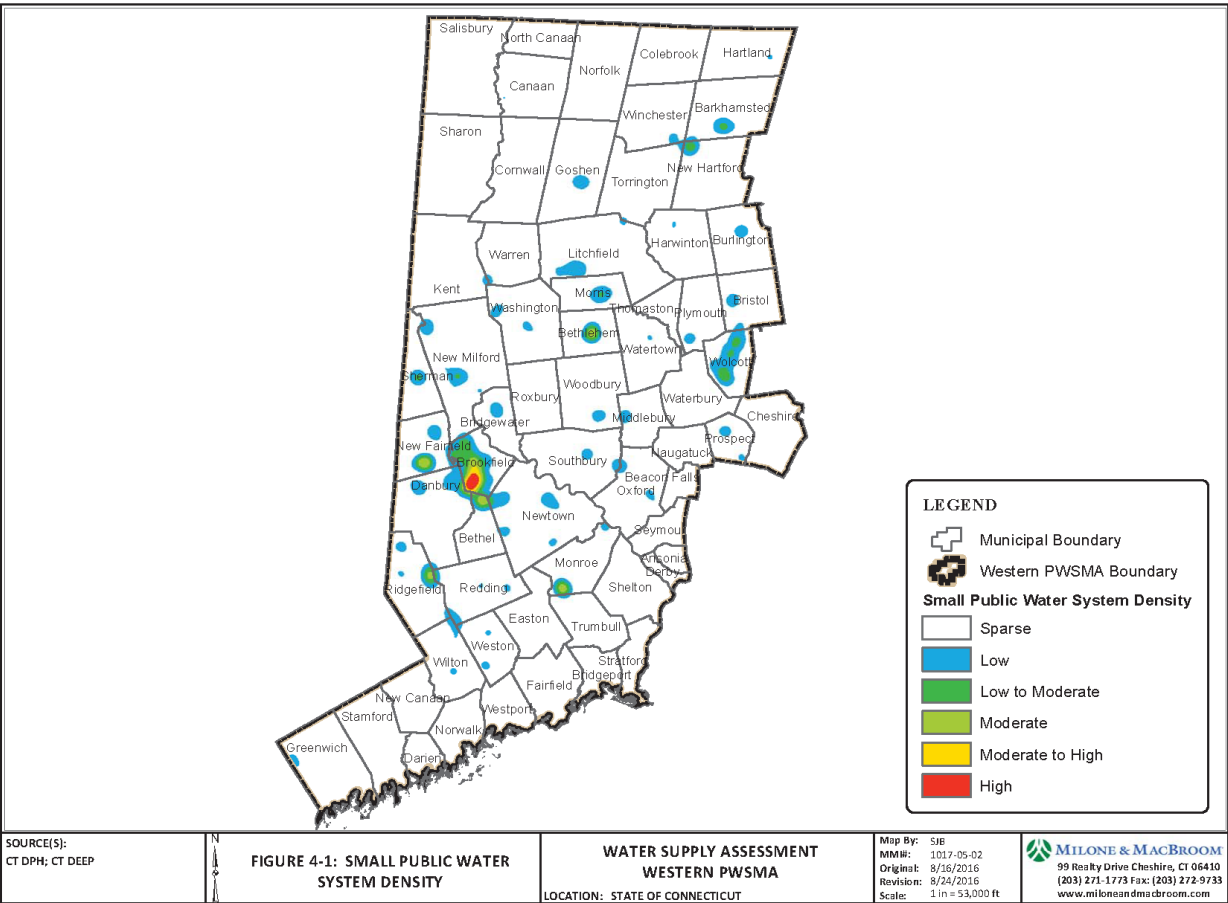 Salisbury
North Canaan
Colebrook
Hartland
Norfolk
Canaan
Barkhamsted
Winchester
Sharon
Cornwall
Goshen
New Hartford
Torrington
Harwinton
Burlington
Litchfield
Warren
Kent
Morris
Bristol
Washington
Thomaston
Plymouth
Bethlehem
Watertown
New Milford
Wolcott
Sherman
Woodbury
Roxbury
Waterbury
Cheshire
Middlebury
Bridgewater
Prospect
New Fairfield
Naugatuck
Southbury
Brookfield
Beacon Falls
Danbury
Oxford
Newtown
Seymour
Bethel
Ansonia
Monroe
Derby
Ridgefield
Redding
Shelton
Easton
Trumbull
Weston
Wilton
Stratford
Bridgeport
Fairfield
New Canaan
Westport
Stamford
Norwalk
Greenwich
Darien
LEGEND
Municipal Boundary
Western PWSMA Boundary
Small Public Water System Density
Sparse
Low
Low to Moderate
Moderate
Moderate to High
High
SOURCE(S):
CT DPH; CT DEEP
N
FIGURE 4-1: SMALL PUBLIC WATER
SYSTEM DENSITY
WATER SUPPLY ASSESSMENT
WESTERN PWSMA
LOCATION: STATE OF CONNECTICUT
Map By: SJB
MMI#: 1017-05-02
Original: 8/16/2016
Revision: 8/24/2016
Scale: 1 in = 53,000 ft
MILONE & MACBROOM
99 Realty Drive Cheshire, CT 06410
(203) 271-1773 Fax: (203) 272-9733
www.miloneandmacbroom.com